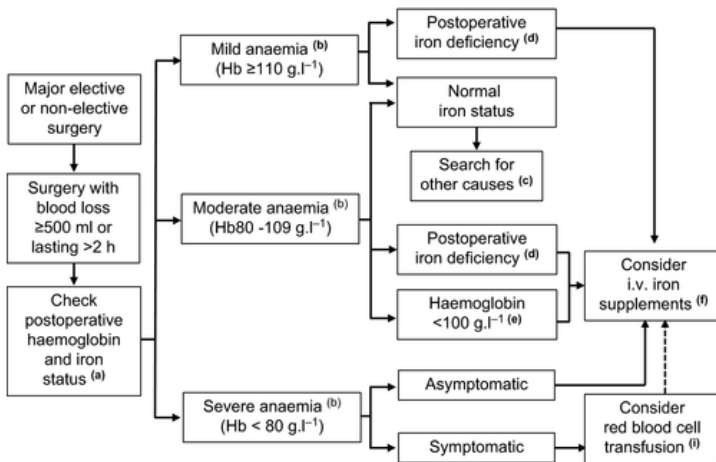 Major elective
or non-elective
surgery
Surgery with
blood loss
≥500 ml or
lasting >2 h
Check
postoperative
haemoglobin
and iron
status (a)
Mild anaemia (b)
(Hb ≥110 g.l⁻¹)
Moderate anaemia (b)
(Hb80 -109 g.l⁻¹)
Severe anaemia (b)
(Hb < 80 g.l⁻¹)
Postoperative
iron deficiency (d)
Normal
iron status
Search for
other causes (c)
Postoperative
iron deficiency (d)
Haemoglobin
<100 g.l⁻¹ (e)
Asymptomatic
Symptomatic
Consider
i.v. iron
supplements (f)
Consider
red blood cell
transfusion (i)